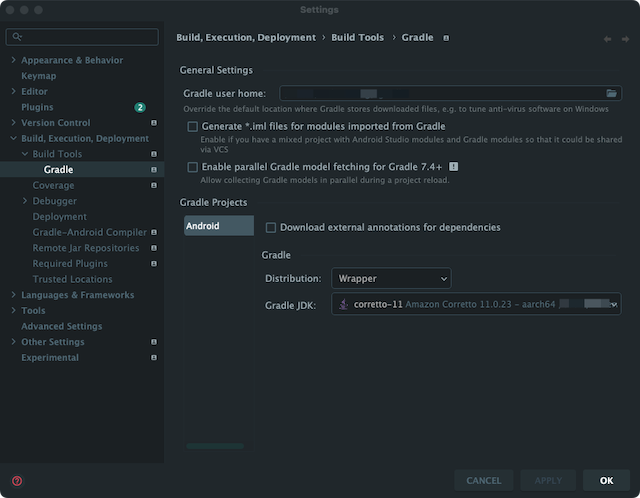 Settings
Build, Execution, Deployment › Build Tools › Gradle
Appearance & Behavior
Keymap
Editor
Plugins 2
Version Control
Build, Execution, Deployment
Build Tools
Gradle
Coverage
Debugger
Deployment
Gradle-Android Compiler
Remote Jar Repositories
Required Plugins
Trusted Locations
Languages & Frameworks
Tools
Advanced Settings
Other Settings
Experimental
General Settings
Gradle user home:
Override the default location where Gradle stores downloaded files, e.g. to tune anti-virus software on Windows
Generate *.iml files for modules imported from Gradle
Enable if you have a mixed project with Android Studio modules and Gradle modules so that it could be shared
via VCS
Enable parallel Gradle model fetching for Gradle 7.4+
Allow collecting Gradle models in parallel during a project reload.
Gradle Projects
Android
Download external annotations for dependencies
Gradle
Distribution: Wrapper
Gradle JDK: corretto-11 Amazon Corretto 11.0.23 - aarch64
? CANCEL APPLY OK